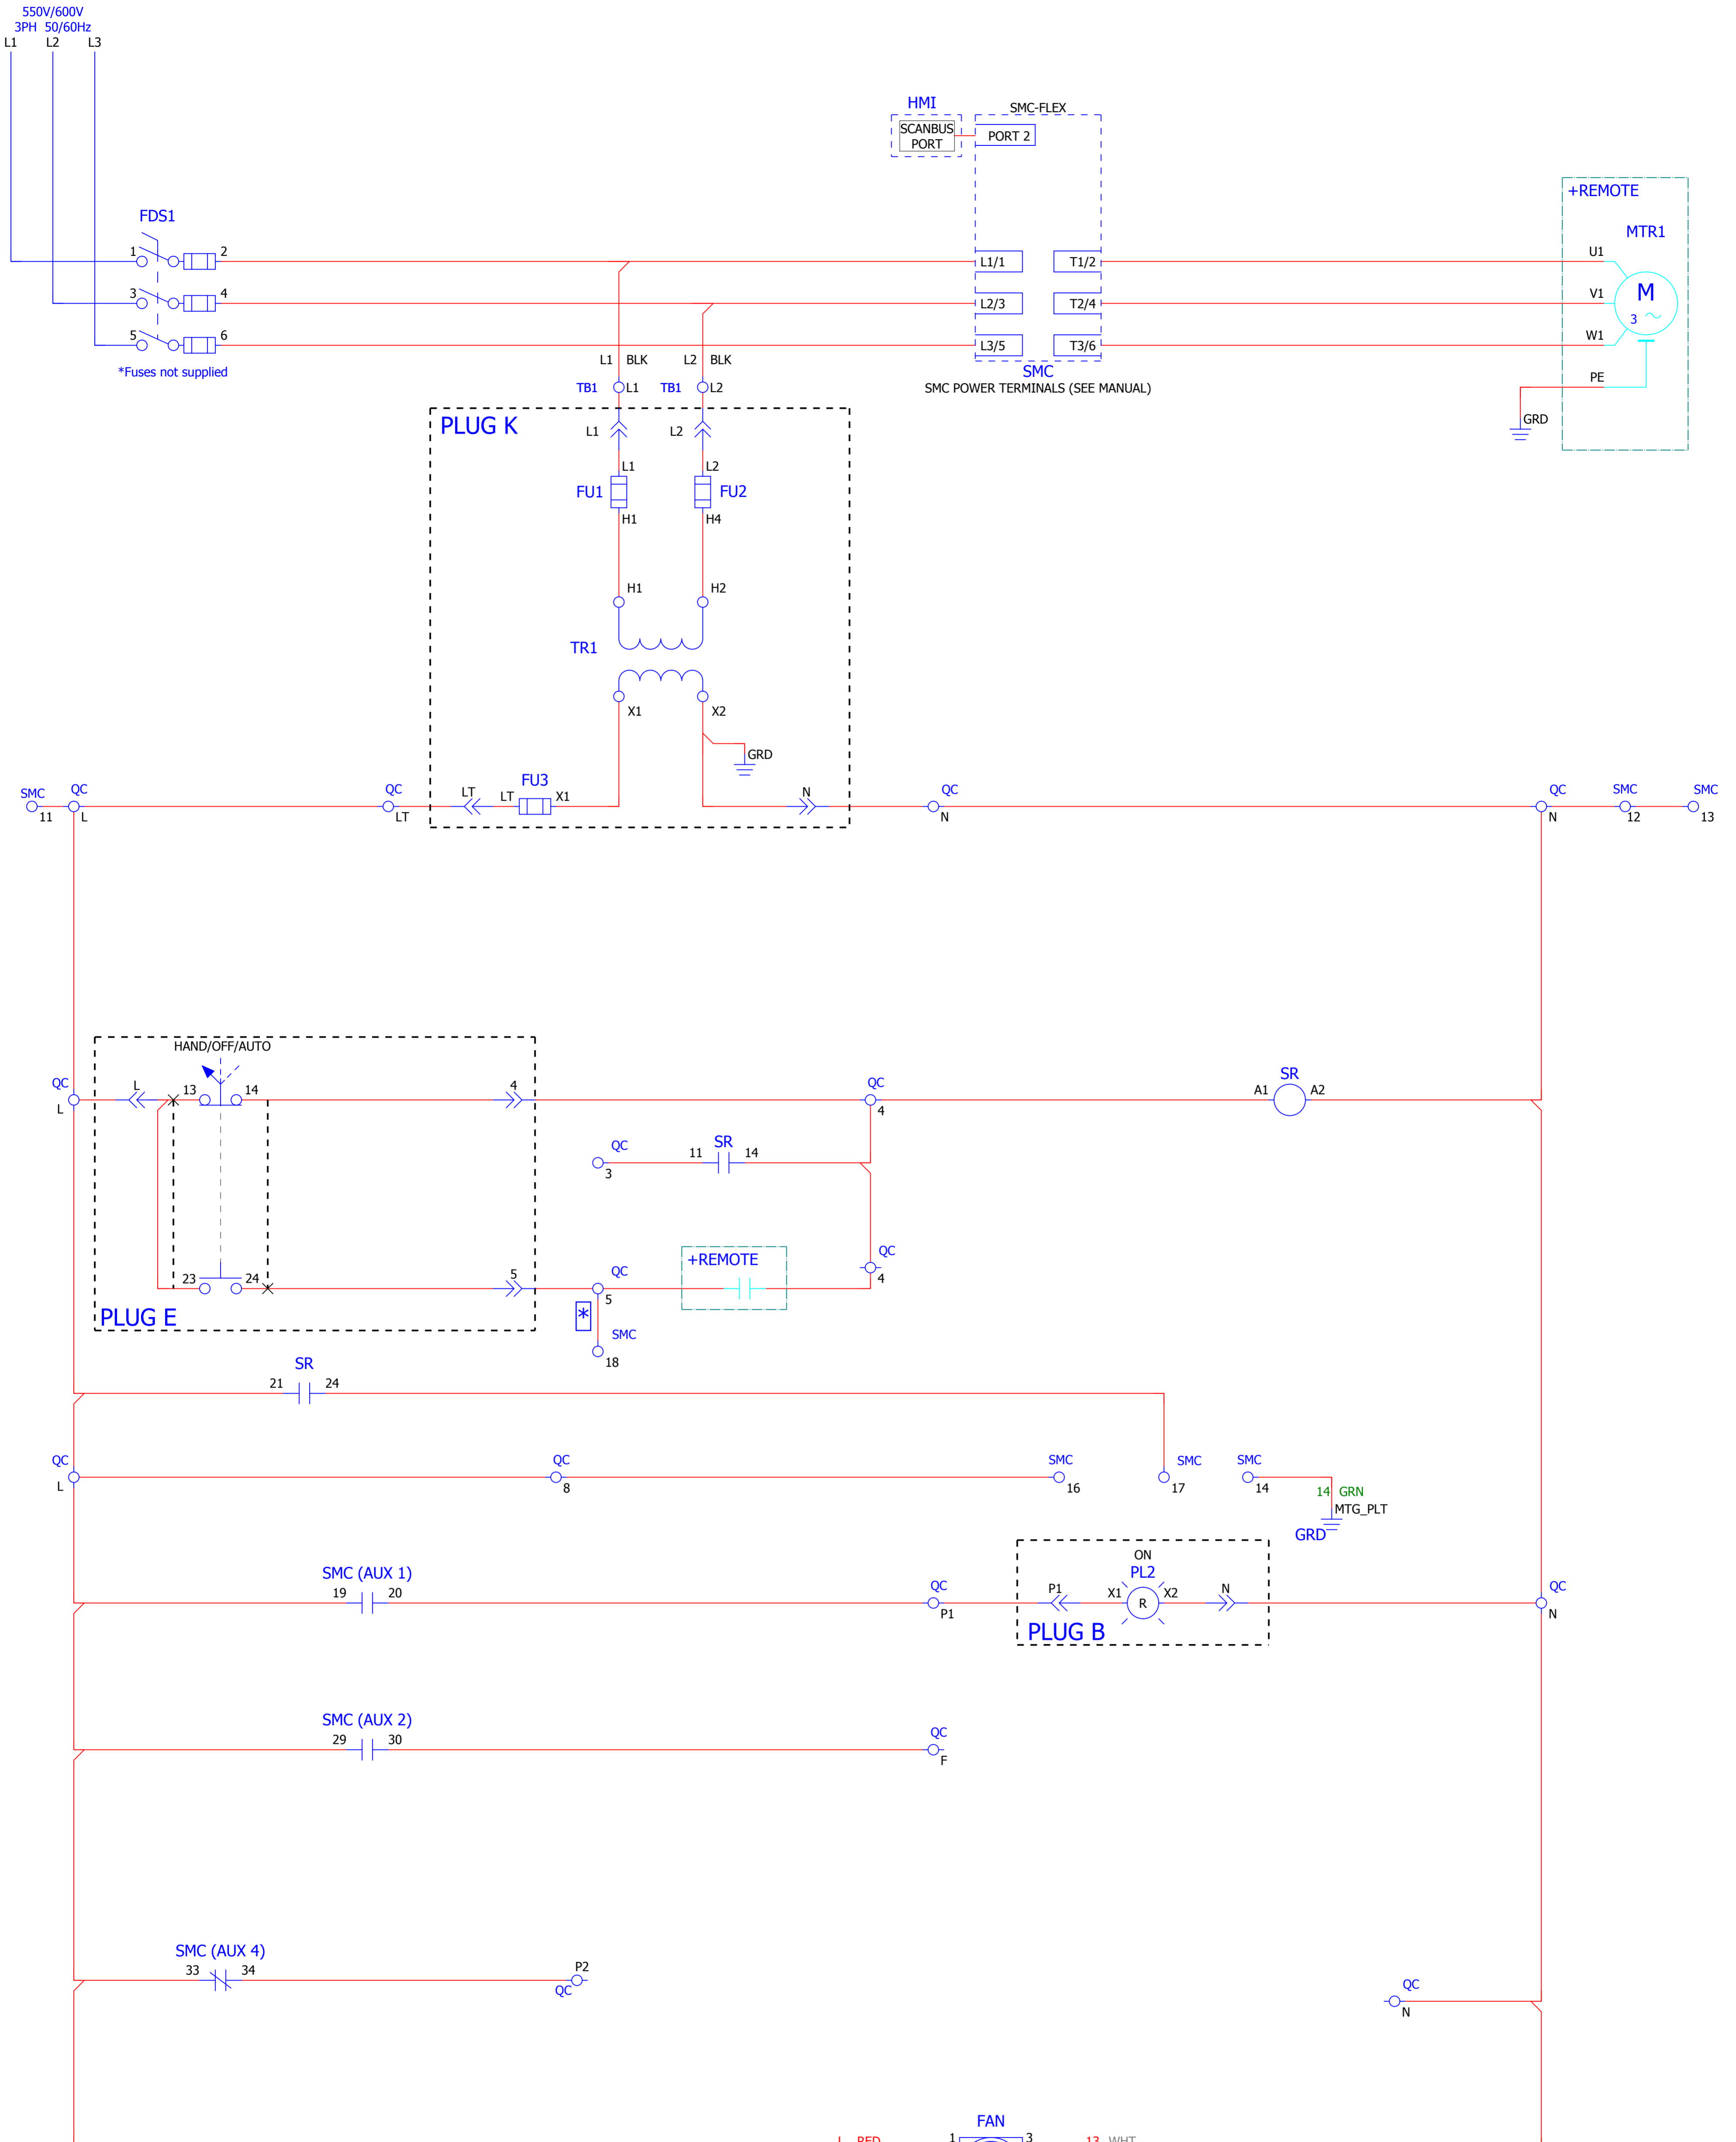 550V/600V
3PH 50/60Hz
L1 L2 L3
HMI
SMC-FLEX
SCANBUS
PORT
PORT 2
+REMOTE
FDS1
MTR1
1 2
L1/1 T1/2
U1
3 4
L2/3 T2/4
V1
M
3
5 6
L3/5 T3/6
W1
*Fuses not supplied
L1 BLK L2 BLK
SMC
SMC POWER TERMINALS (SEE MANUAL)
PE
TB1 L1 TB1 L2
GRD
PLUG K
L1 L2
L1 L2
FU1 FU2
H1 H4
H1 H2
TR1
X1 X2
GRD
SMC QC QC FU3 QC QC SMC SMC
LT LT X1 N
11 L LT N N 12 13
HAND/OFF/AUTO
QC L 13 14 4 QC SR
A1 A2
L 4
QC SR
11 14
3
QC
+REMOTE
4
23 24 5 QC
5
PLUG E
*
SMC
18
SR
21 24
QC QC SMC SMC SMC
L 8 16 17 14
14 GRN
MTG_PLT
GRD
ON
SMC (AUX 1)
PL2
19 20 QC P1 X1 X2 N QC
R
P1 N
PLUG B
SMC (AUX 2)
29 30 QC
F
SMC (AUX 4)
33 34 P2
QC
QC
N
FAN
L RED 1 3 13 WHT